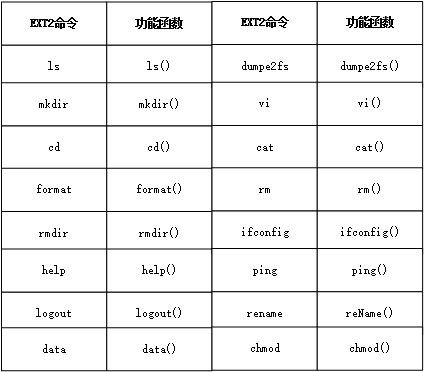 EXT2命令 功能函数 EXT2命令 功能函数
ls ls() dumpe2fs dumpe2fs()
mkdir mkdir() vi vi()
cd cd() cat cat()
format format() rm rm()
rmdir rmdir() ifconfig ifconfig()
help help() ping ping()
logout logout() rename reName()
data data() chmod chmod()